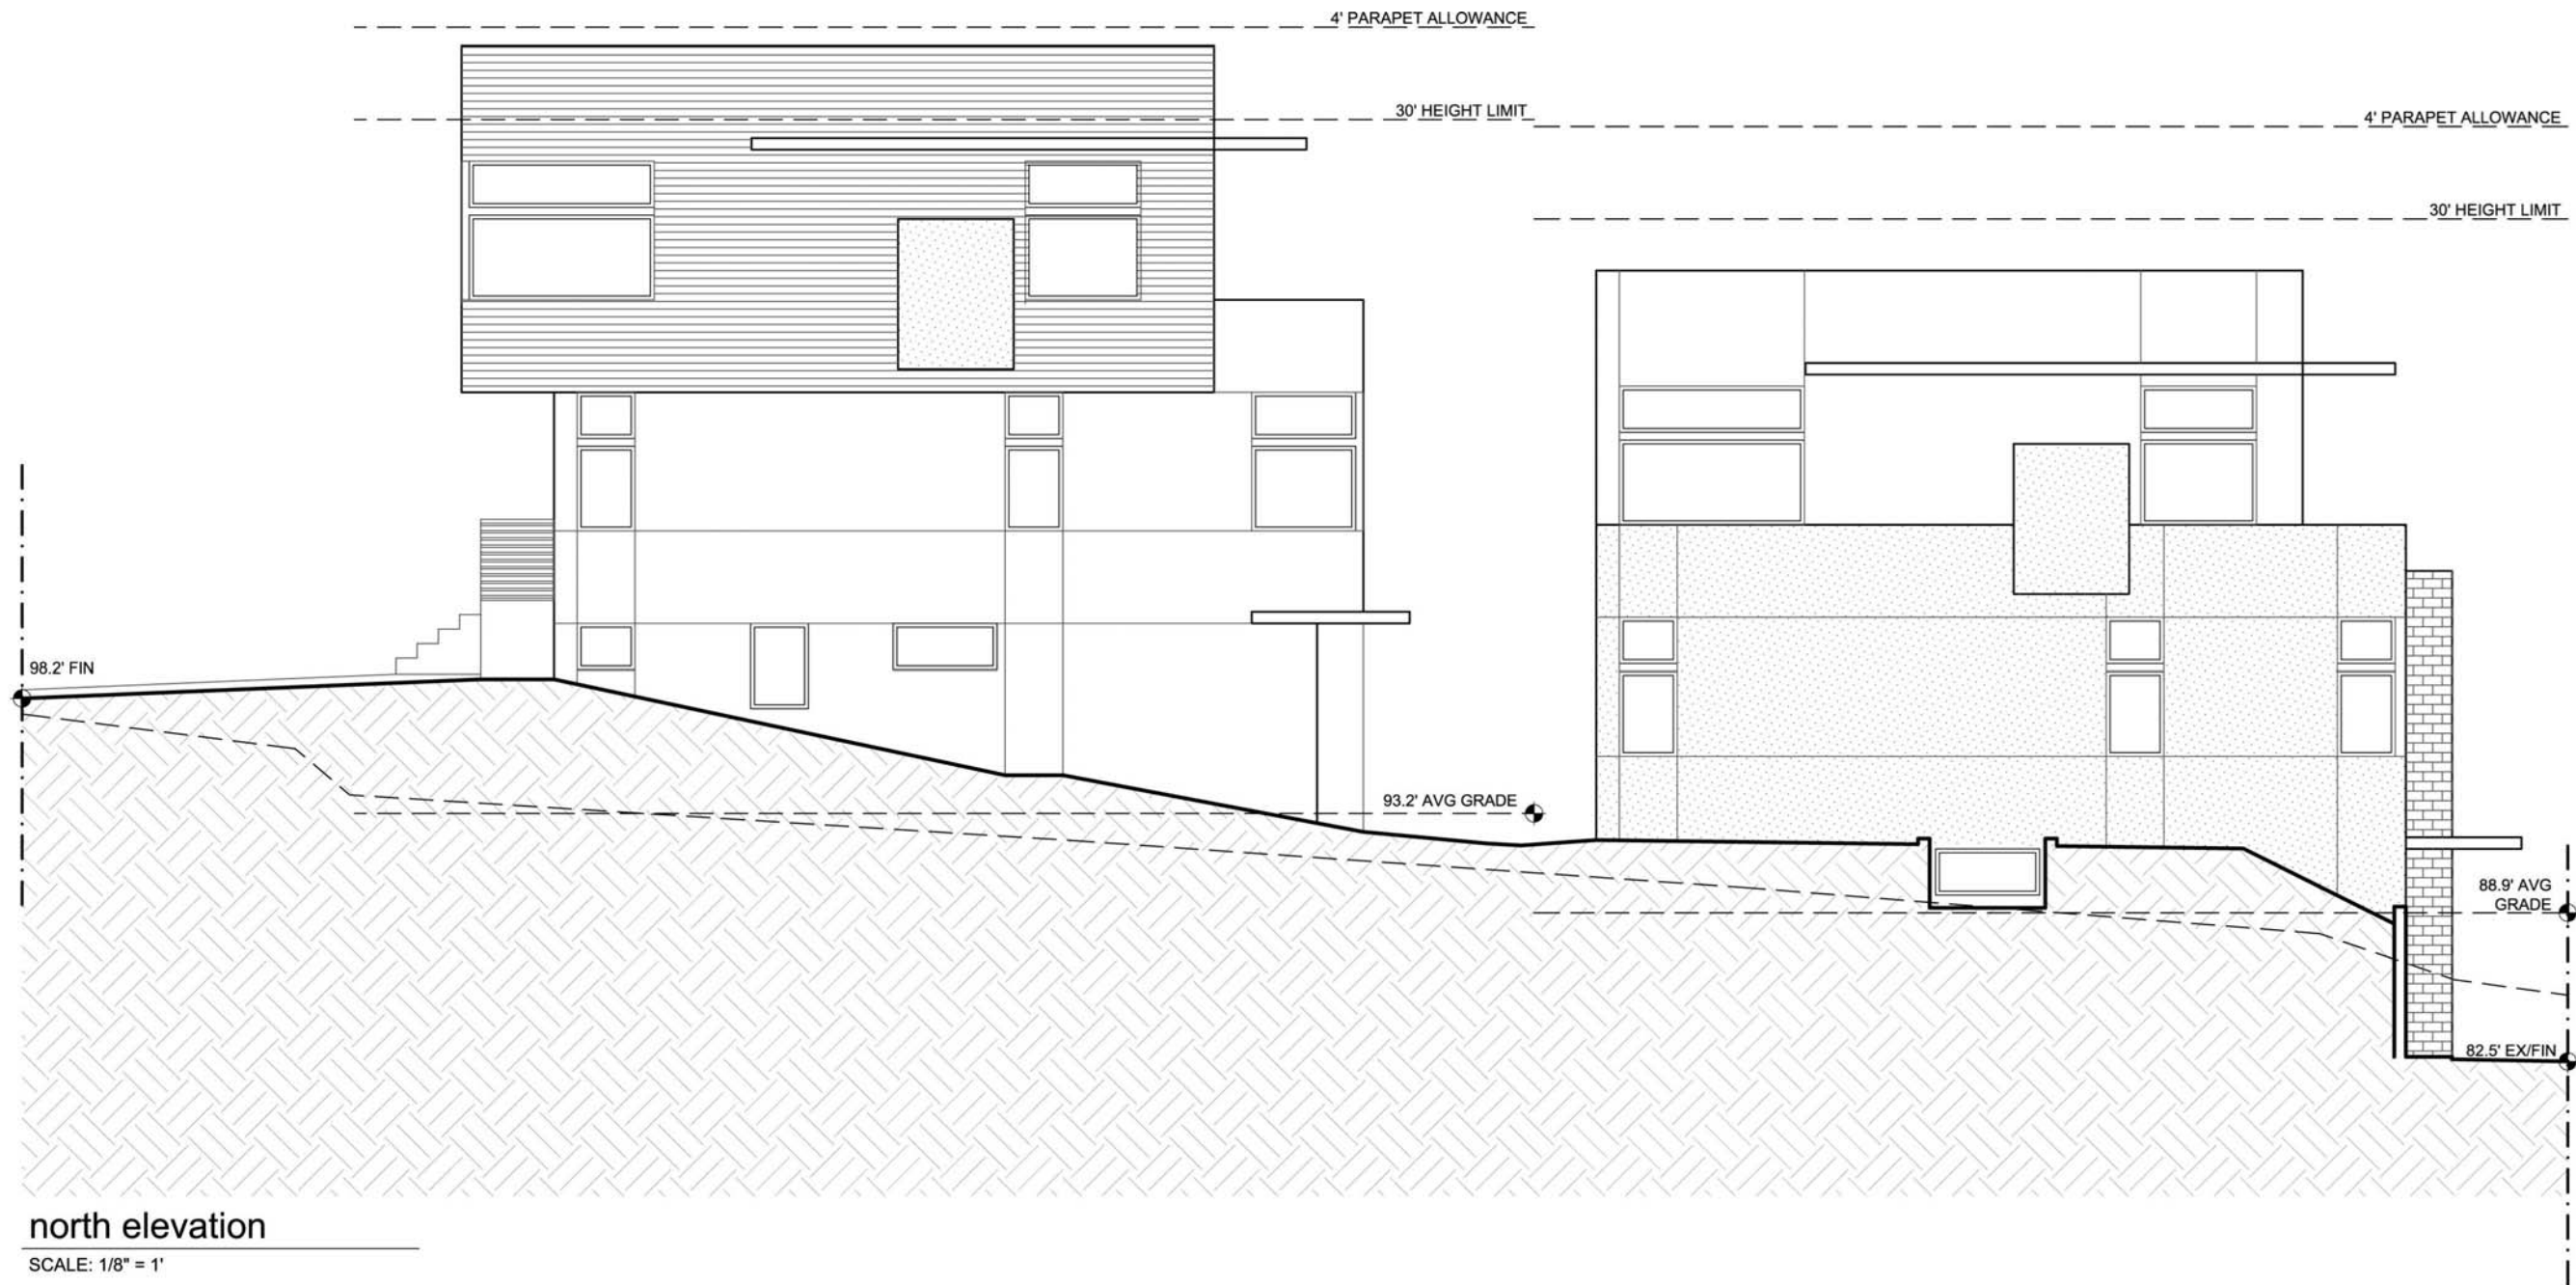 4' PARAPET ALLOWANCE
30' HEIGHT LIMIT
4' PARAPET ALLOWANCE
30' HEIGHT LIMIT
98.2' FIN
93.2' AVG GRADE
88.9' AVG
GRADE
82.5' EX/FIN
north elevation
SCALE: 1/8" = 1'